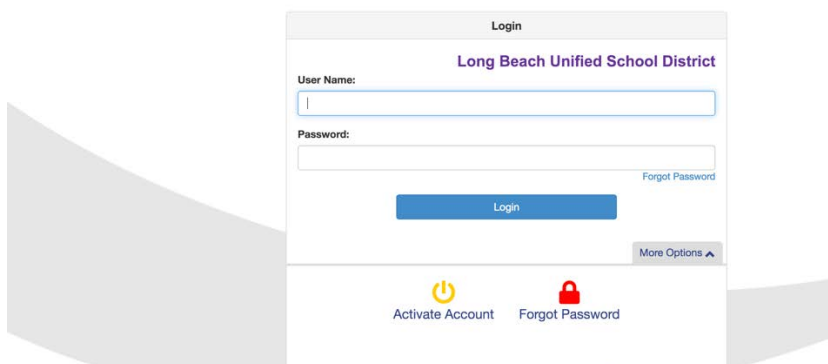 Login
Long Beach Unified School District
User Name:
Password:
Forgot Password
Login
More Options
Activate Account Forgot Password